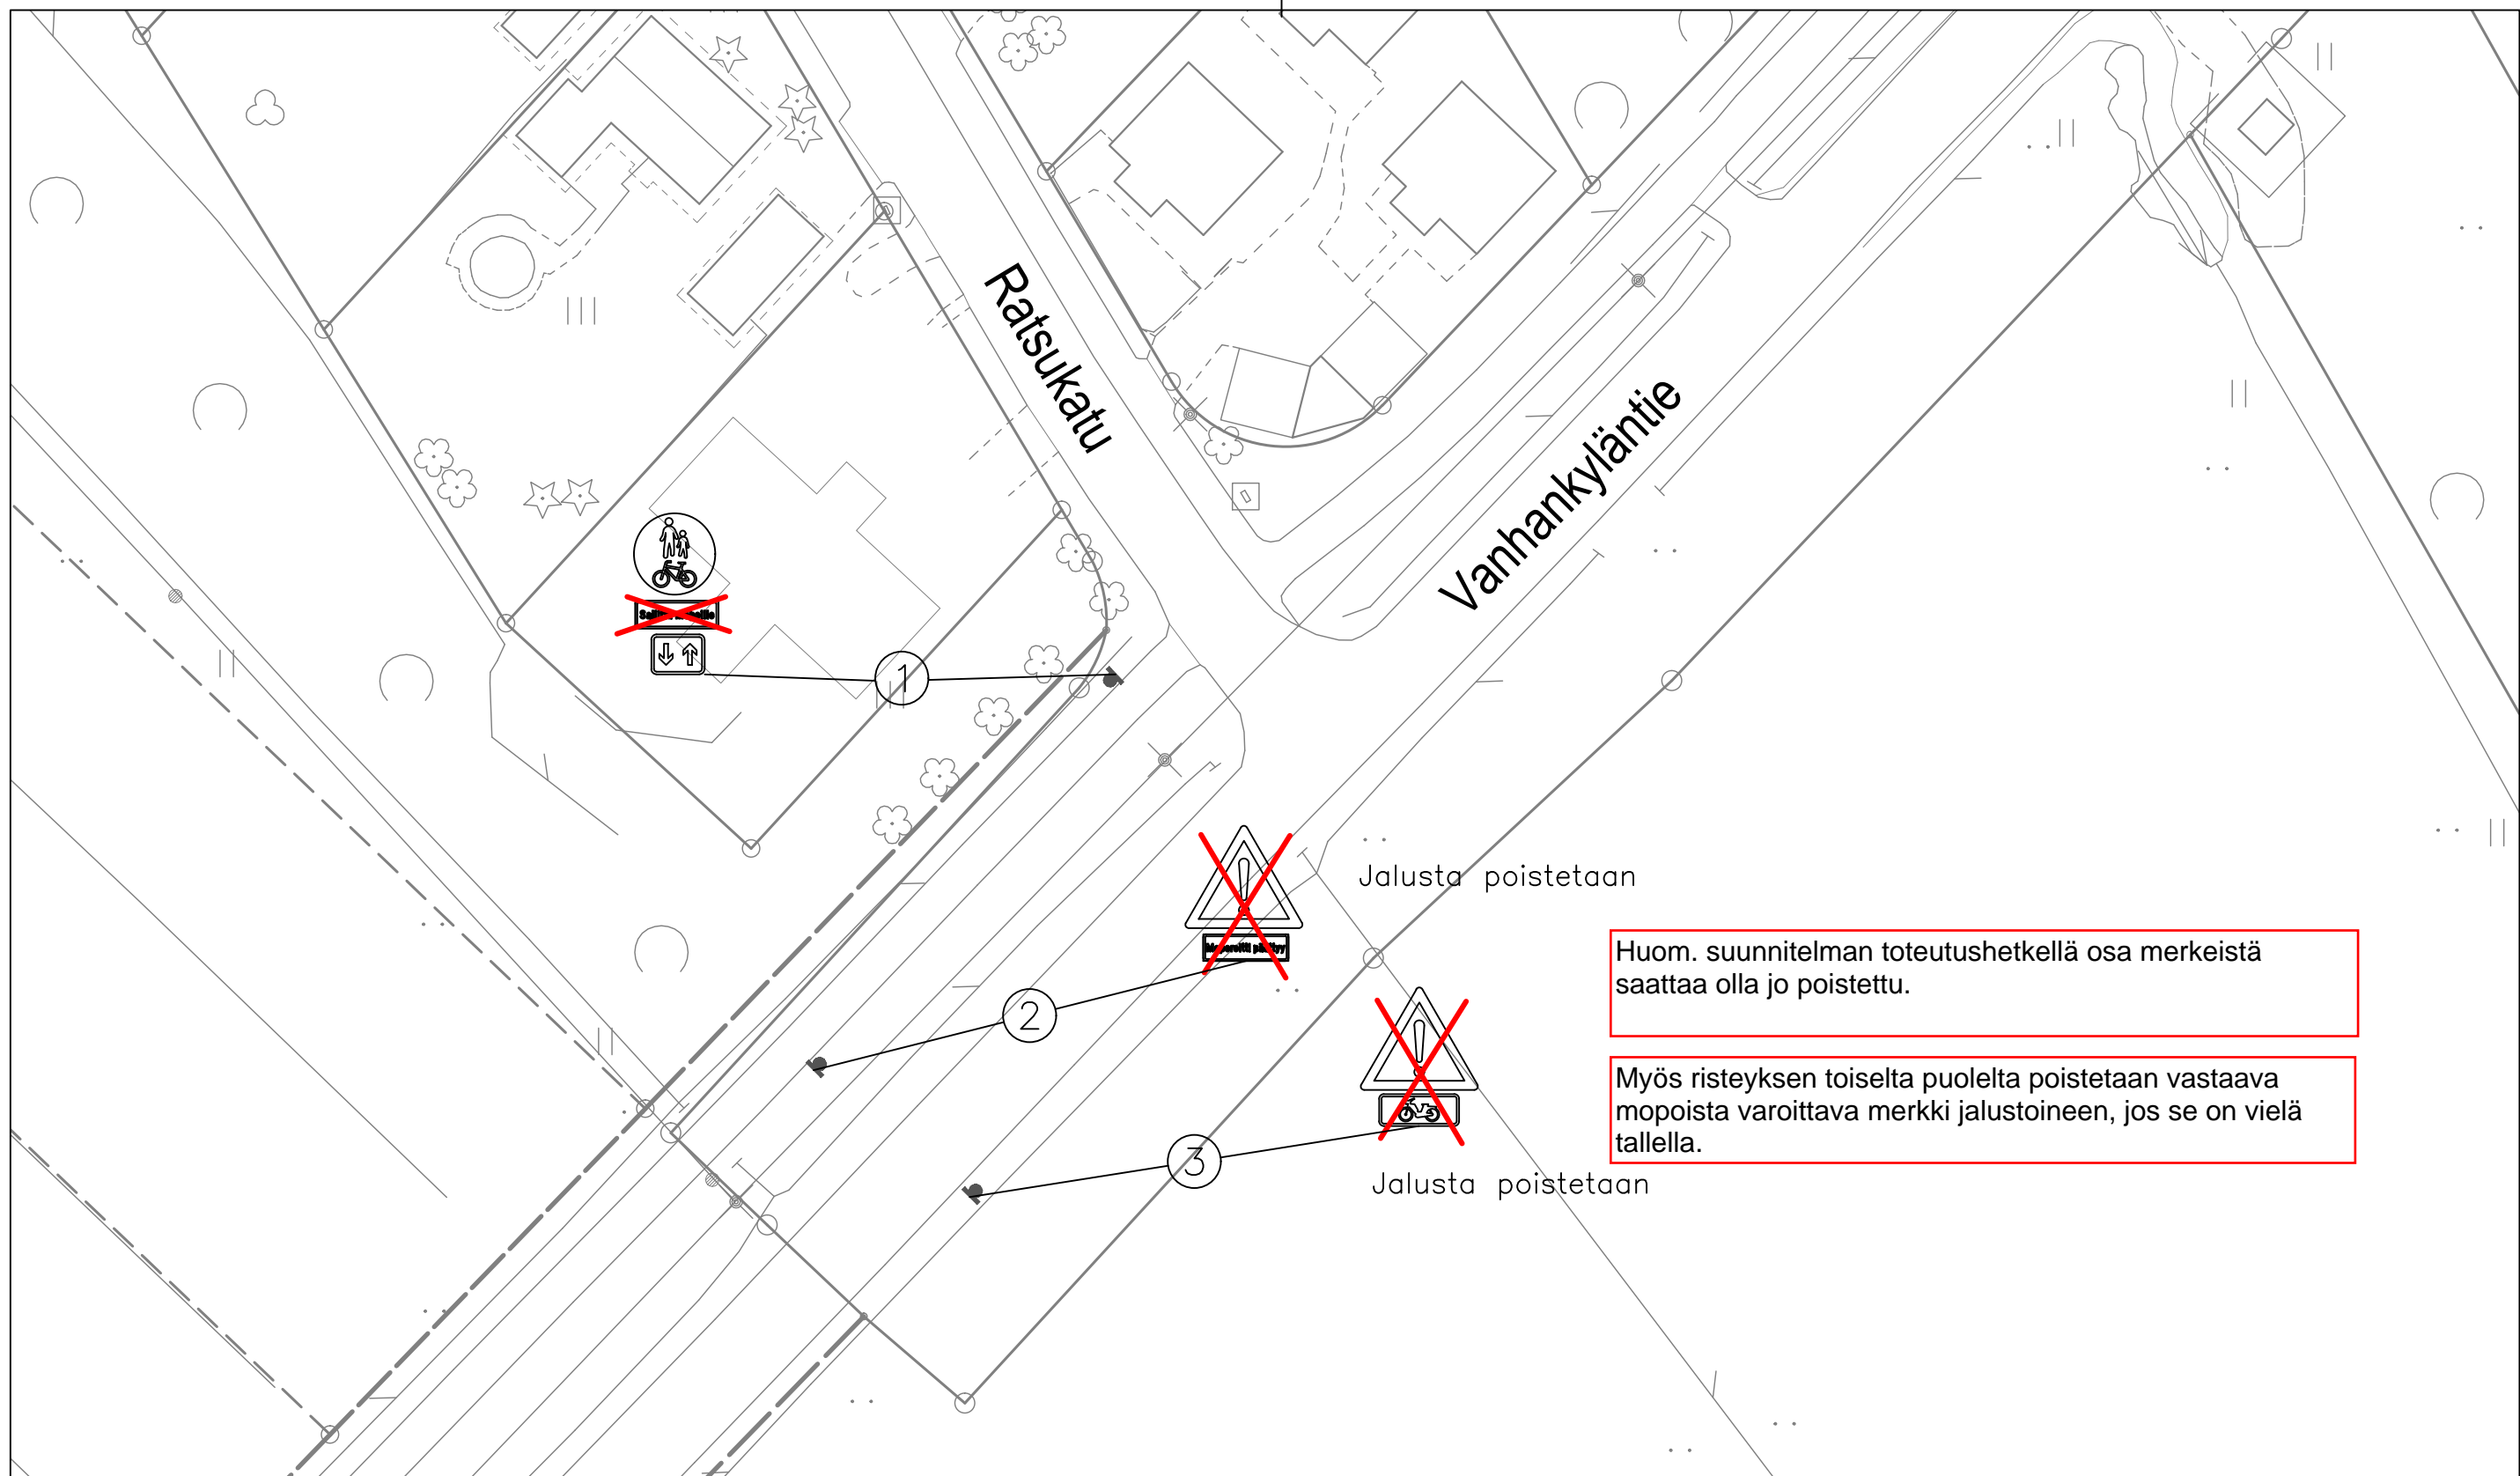 Ratsukatu
Vanhankyläntie
1
Jalusta poistetaan
2
Huom. suunnitelman toteutushetkellä osa merkeistä
saattaa olla jo poistettu.
Myös risteyksen toiselta puolelta poistetaan vastaava
mopoista varoittava merkki jalustoineen, jos se on vielä
tallella.
3
Jalusta poistetaan